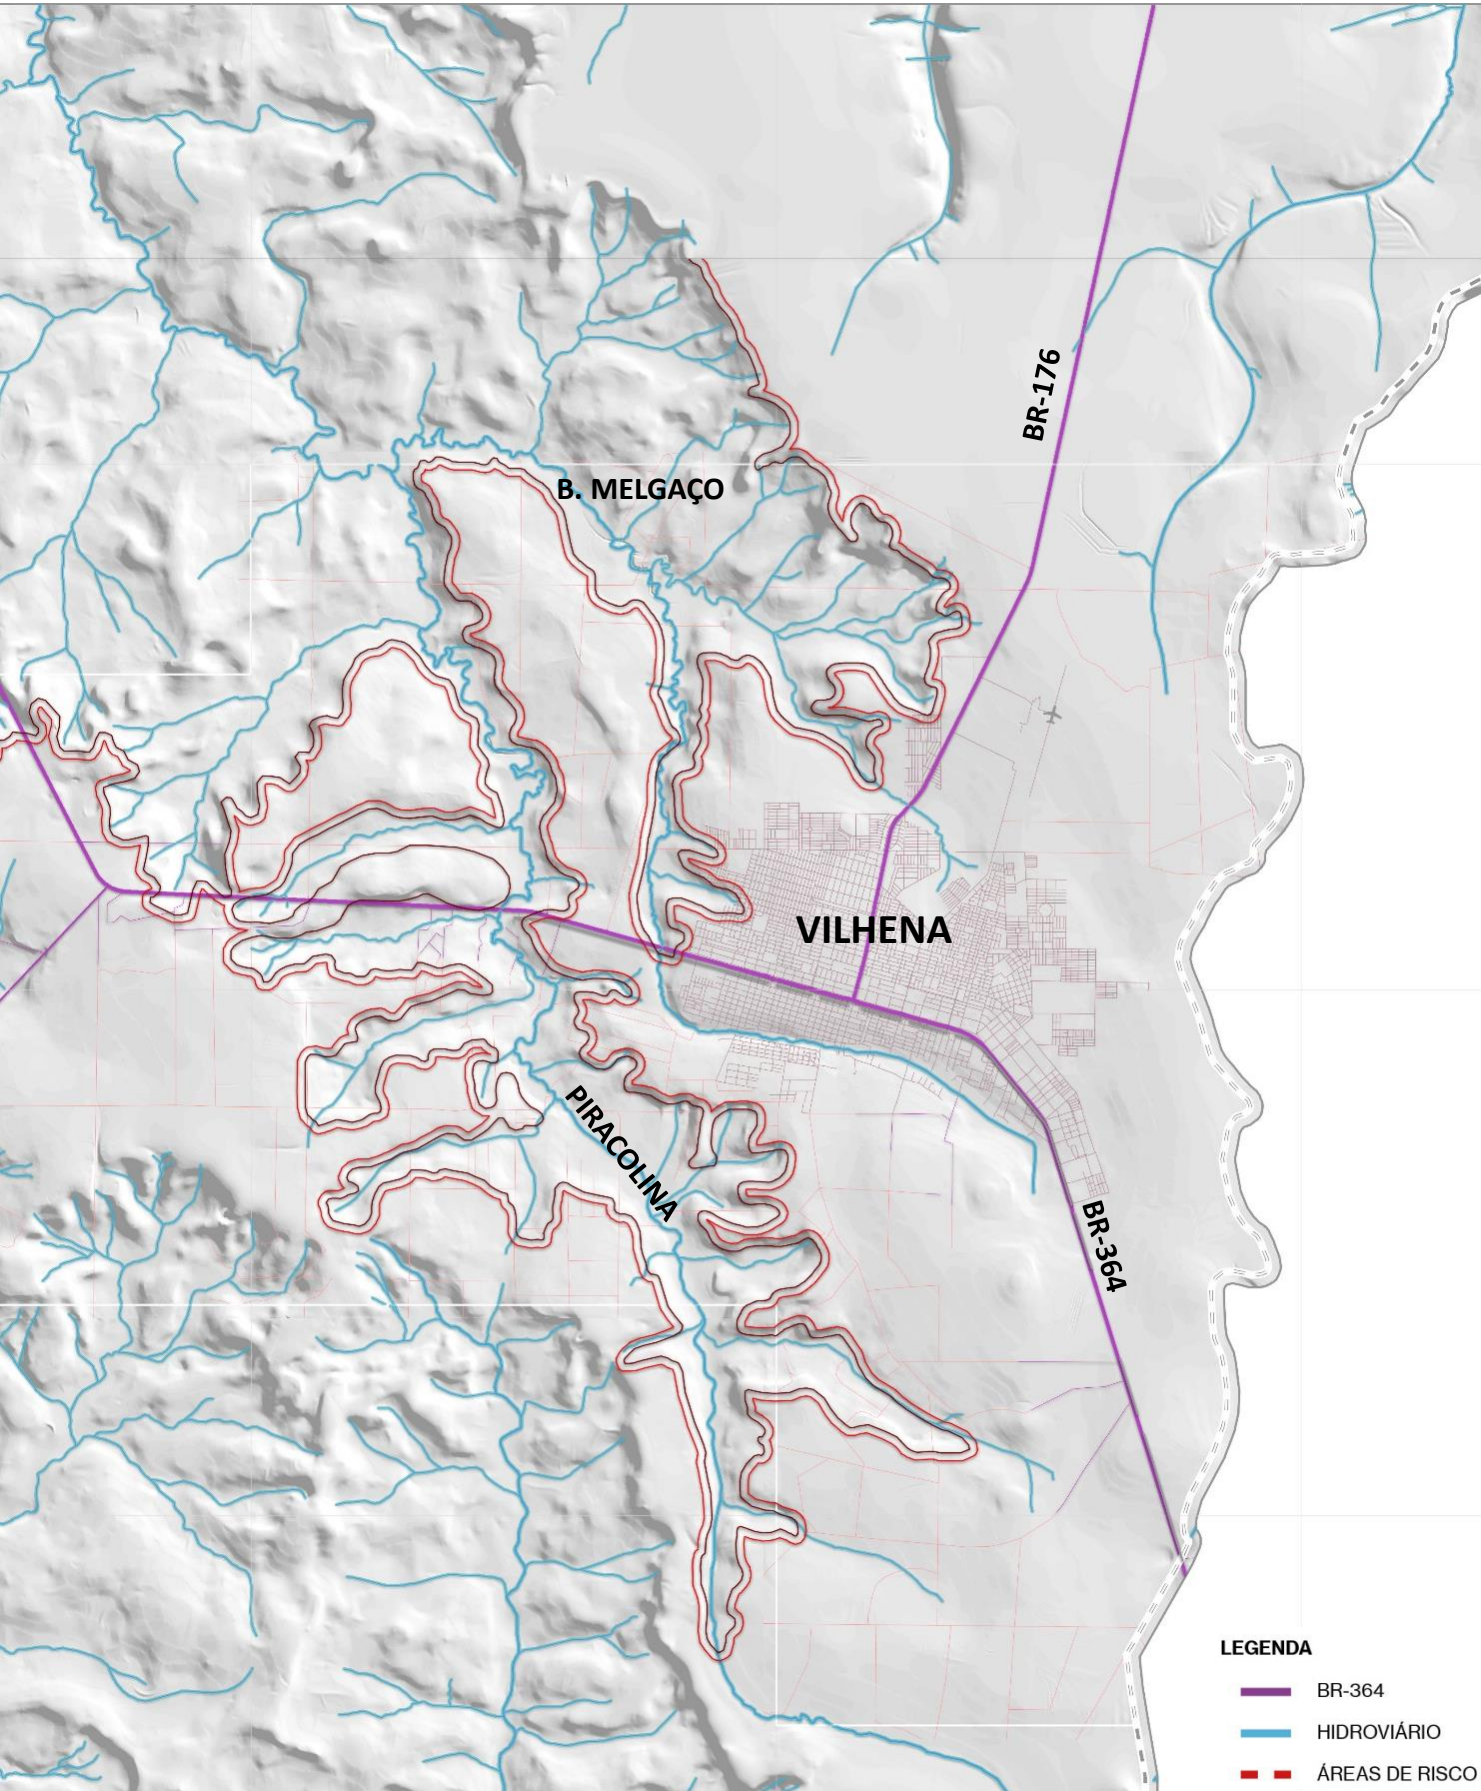 BR-176
B. MELGAÇO
VILHENA
PIRACOLINA
BR-364
LEGENDA
BR-364
HIDROVIÁRIO
ÁREAS DE RISCO